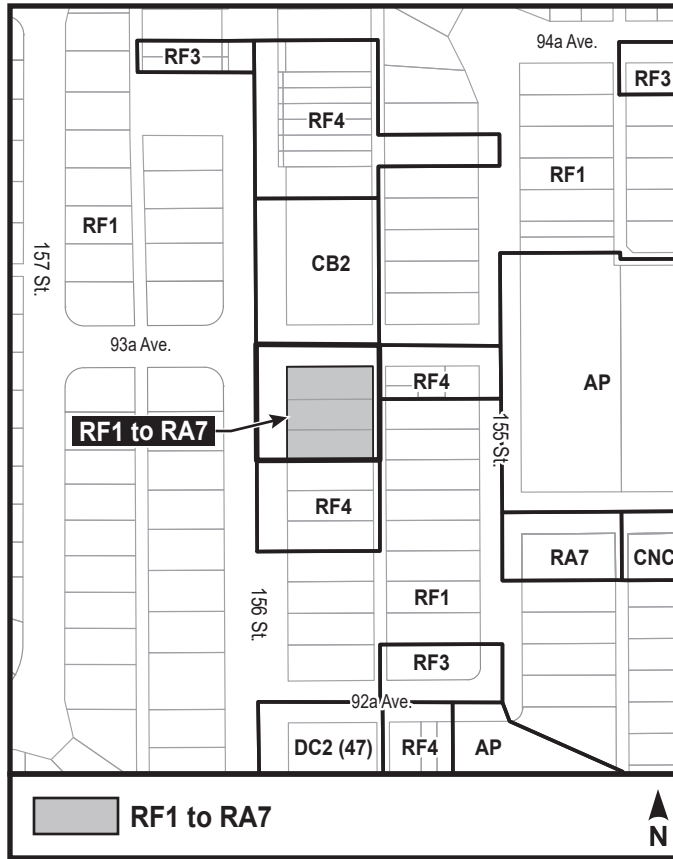 94a Ave.
RF3
RF3
RF4
RF1
RF1
157 St.
CB2
93a Ave.
RF4
AP
RF1 to RA7
155 St.
RF4
RA7
CNC
RF1
156 St.
RF3
92a Ave.
DC2 (47)
RF4
AP
RF1 to RA7
N